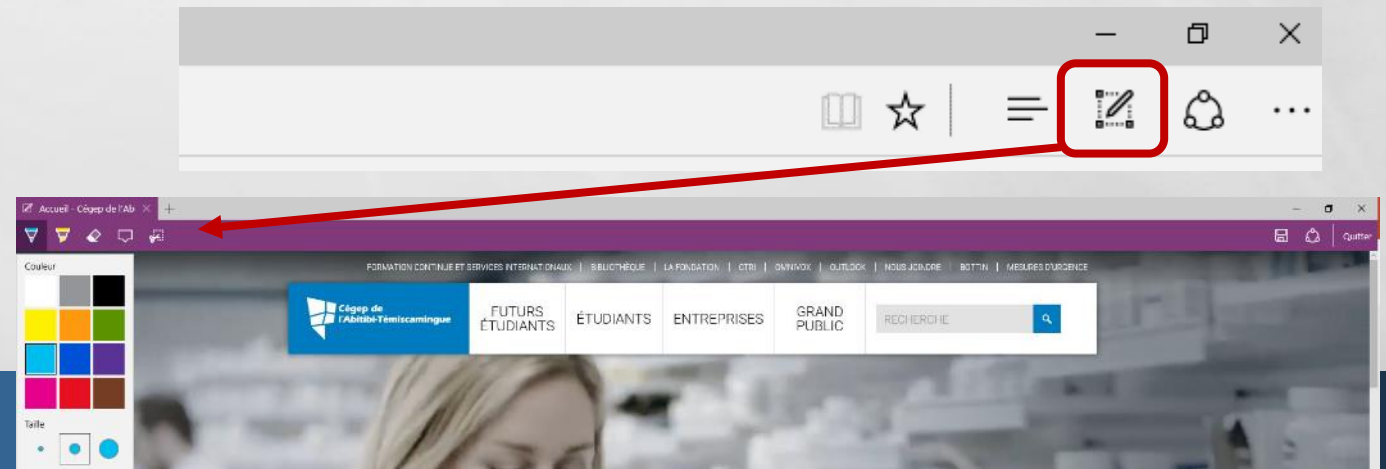 Accueil - Cégep de l'Ab
Quitter
Couleur
FORMATION CONTINUE ET SERVICES INTERNATIONAUX | BIBLIOTHÈQUE | LA FONDATION | CTRI | OMNIVOX | OUTLOOK | NOUS JOINDRE | BOTTIN | MESURES D'URGENCE
Cégep de
l'Abitibi-Témiscamingue
FUTURS
ÉTUDIANTS
ÉTUDIANTS
ENTREPRISES
GRAND
PUBLIC
RECHERCHE
Taille